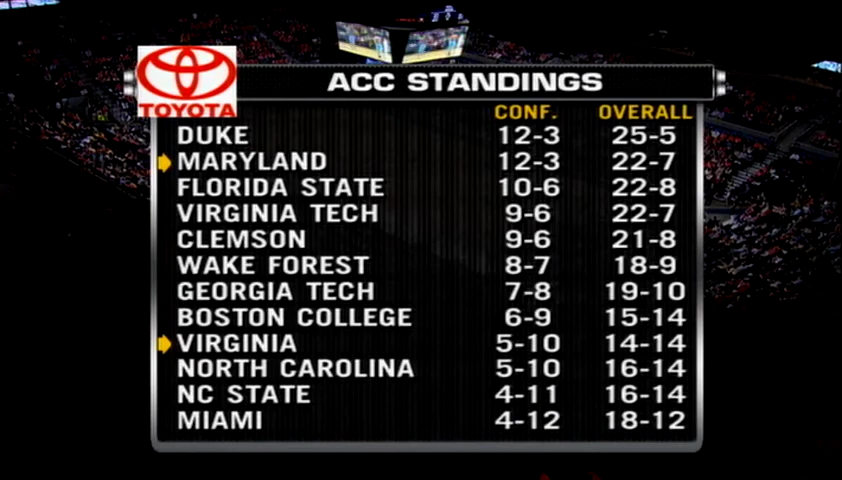 TOYOTA
ACC STANDINGS
CONF. OVERALL
DUKE 12-3 25-5
MARYLAND 12-3 22-7
FLORIDA STATE 10-6 22-8
VIRGINIA TECH 9-6 22-7
CLEMSON 9-6 21-8
WAKE FOREST 8-7 18-9
GEORGIA TECH 7-8 19-10
BOSTON COLLEGE 6-9 15-14
VIRGINIA 5-10 14-14
NORTH CAROLINA 5-10 16-14
NC STATE 4-11 16-14
MIAMI 4-12 18-12